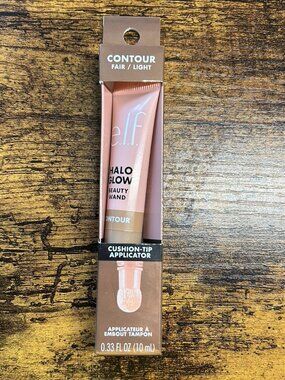 CONTOUR
FAIR / LIGHT
e.l.f.
HALO
GLOW
BEAUTY
WAND
CONTOUR
CUSHION-TIP
APPLICATOR
APPLICATEUR À
EMBOUT TAMPON
0.33 FL OZ (10 mL)